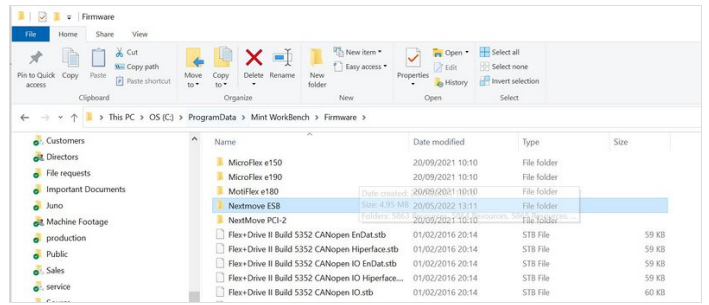 Firmware
File Home Share View
Pin to Quick access
Copy
Paste
Cut
Copy path
Paste shortcut
Clipboard
Move to
Copy to
Delete
Rename
Organize
New folder
New item
Easy access
New
Properties
Open
Edit
History
Open
Select all
Select none
Invert selection
Select
This PC > OS (C:) > ProgramData > Mint WorkBench > Firmware >
Customers
Directors
File requests
Important Documents
Juno
Machine Footage
production
Public
Sales
service
Name Date modified Type Size
MicroFlex e150 20/09/2021 10:10 File folder
MicroFlex e190 20/09/2021 10:10 File folder
MotiFlex e180 20/09/2021 10:10 File folder
Nextmove ESB 20/05/2022 13:11 File folder
NextMove PCI-2 20/09/2021 10:10 File folder
Date created:
Size: 4.95 MB
Folders: 5863
Flex+Drive II Build 5352 CANopen EnDat.stb 01/02/2016 20:14 STB File 59 KB
Flex+Drive II Build 5352 CANopen Hiperface.stb 01/02/2016 20:14 STB File 59 KB
Flex+Drive II Build 5352 CANopen IO EnDat.stb 01/02/2016 20:14 STB File 59 KB
Flex+Drive II Build 5352 CANopen IO Hiperface... 01/02/2016 20:14 STB File 59 KB
Flex+Drive II Build 5352 CANopen IO.stb 01/02/2016 20:14 STB File 60 KB